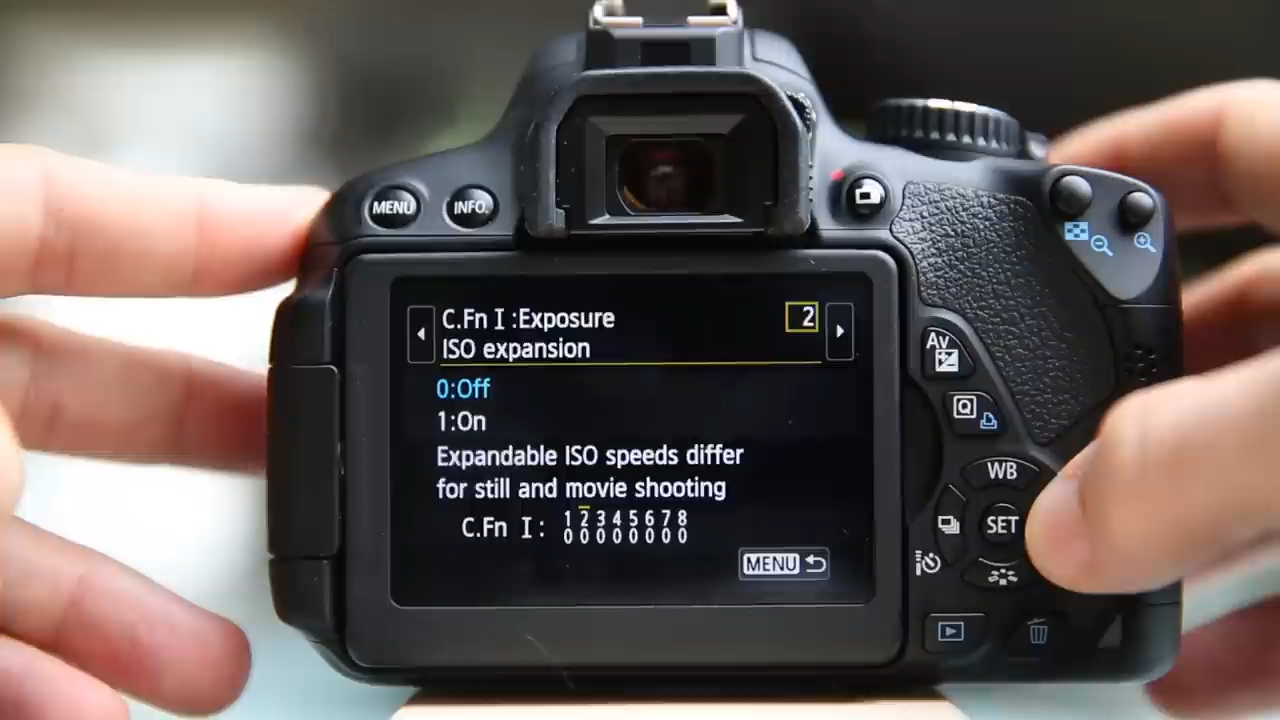 MENU
INFO.
C.Fn I :Exposure
2
ISO expansion
0:Off
1:On
Expandable ISO speeds differ
for still and movie shooting
C.Fn I : 12345678
00000000
MENU
Av
Q
WB
SET